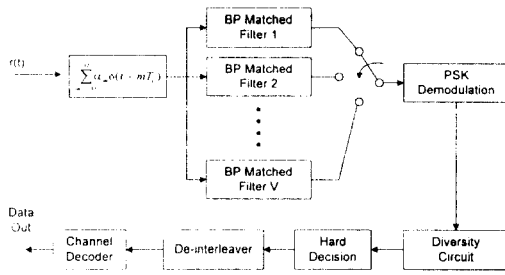 BP Matched
Filter 1
r(t)
BP Matched
Filter 2
PSK
Demodulation
BP Matched
Filter V
Data
Out
Channel
Decoder
De-interleaver
Hard
Decision
Diversity
Circuit